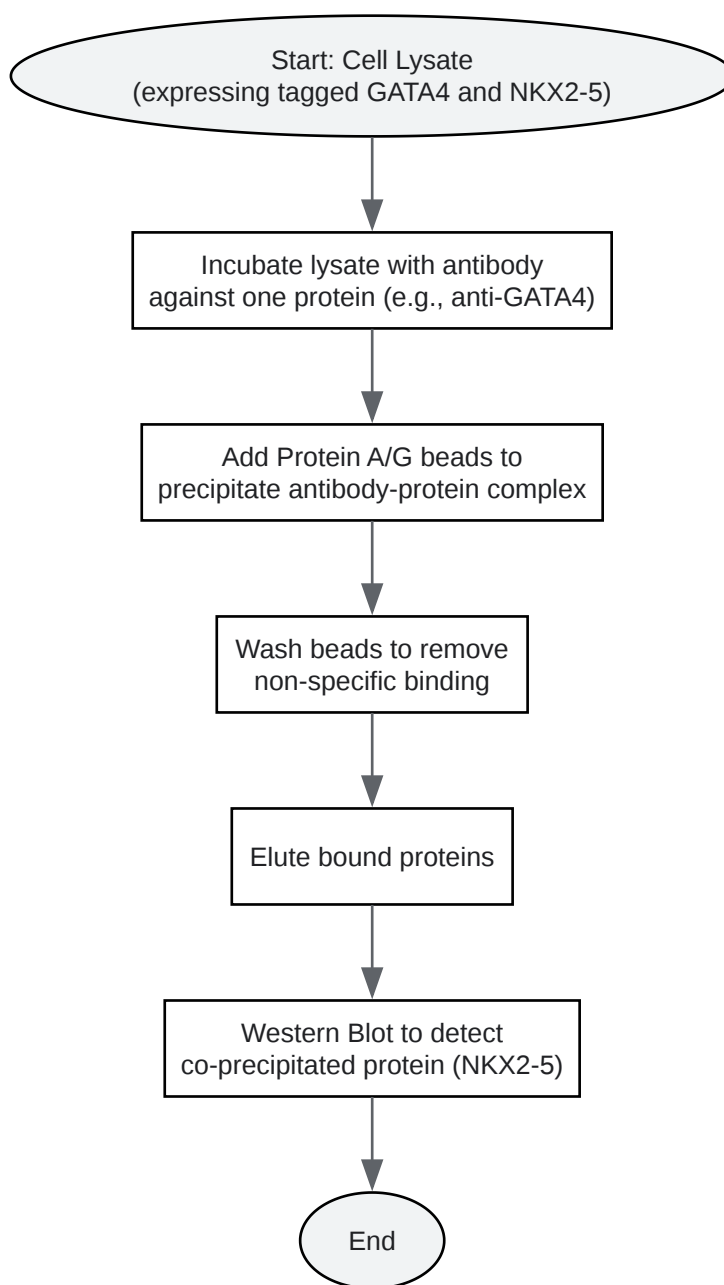 Start: Cell Lysate
(expressing tagged GATA4 and NKX2-5)
Incubate lysate with antibody
against one protein (e.g., anti-GATA4)
Add Protein A/G beads to
precipitate antibody-protein complex
Wash beads to remove
non-specific binding
Elute bound proteins
Western Blot to detect
co-precipitated protein (NKX2-5)
End